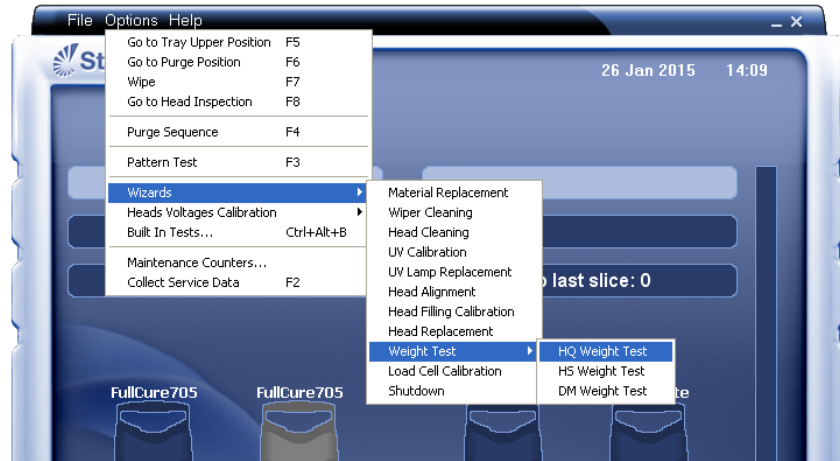 File Options Help
Go to Tray Upper Position F5
Go to Purge Position F6
Wipe F7
Go to Head Inspection F8
Purge Sequence F4
Pattern Test F3
Wizards
Heads Voltages Calibration
Built In Tests... Ctrl+Alt+B
Maintenance Counters...
Collect Service Data F2
St
26 Jan 2015 14:09
Material Replacement
Wiper Cleaning
Head Cleaning
UV Calibration
UV Lamp Replacement
Head Alignment
Head Filling Calibration
Head Replacement
Weight Test
Load Cell Calibration
Shutdown
last slice: 0
HQ Weight Test
HS Weight Test
DM Weight Test
FullCure705 FullCure705 te